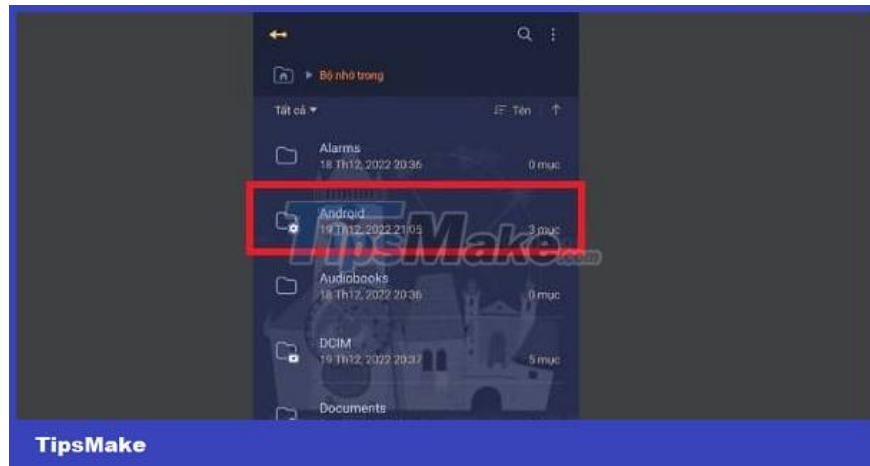 Bộ nhớ trong
Tất cả
Tên
Alarms
18 Th12, 2022 20:36
0 mục
Android
19 Th12, 2022 21:05
3 mục
TipsMake.com
Audiobooks
18 Th12, 2022 20:36
0 mục
DCIM
19 Th12, 2022 20:37
5 mục
Documents
TipsMake